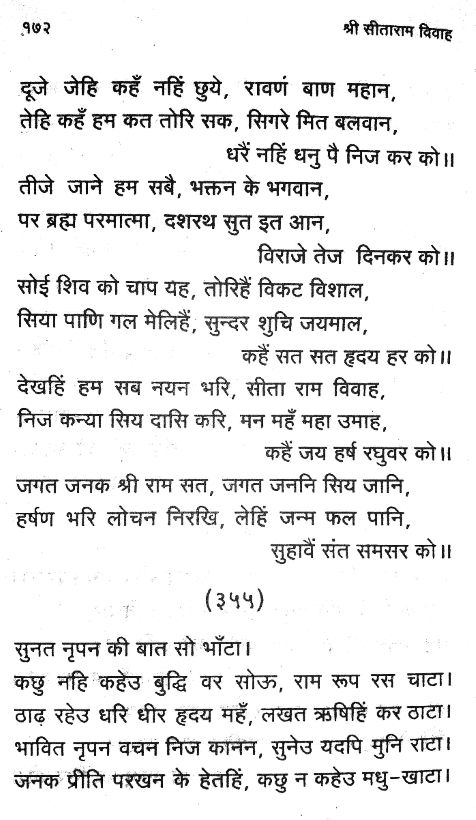 १७२ श्री सीताराम विवाह
दूजे जेहि कहँ नहिं छुये, रावणं बाण महान,
तेहि कहँ हम कत तोरि सक, सिगरे मित बलवान,
धरैं नहिं धनु पै निज कर को॥
तीजे जाने हम सबै, भक्तन के भगवान,
पर ब्रह्म परमात्मा, दशरथ सुत इत आन,
विराजे तेज दिनकर को॥
सोई शिव को चाप यह, तोरिहैं विकट विशाल,
सिया पाणि गल मेलिहैं, सुन्दर शुचि जयमाल,
कहैं सत सत हृदय हर को॥
देखहिं हम सब नयन भरि, सीता राम विवाह,
निज कन्या सिय दासि करि, मन महँ महा उमाह,
कहैं जय हर्ष रघुवर को॥
जगत जनक श्री राम सत, जगत जननि सिय जानि,
हर्षण भरि लोचन निरखि, लेहिं जन्म फल पानि,
सुहावैं संत समसर को॥
(३५५)
सुनत नृपन की बात सो भाँटा।
कछु नहि कहेउ बुद्धि वर सोऊ, राम रूप रस चाटा।
ठाढ़ रहेउ धरि धीर हृदय महँ, लखत ऋषिहिं कर ठाटा।
भावित नृपन वचन निज कानन, सुनेउ यदपि मुनि राटा।
जनक प्रीति परखन के हेतहिं, कछु न कहेउ मधु-खाटा।